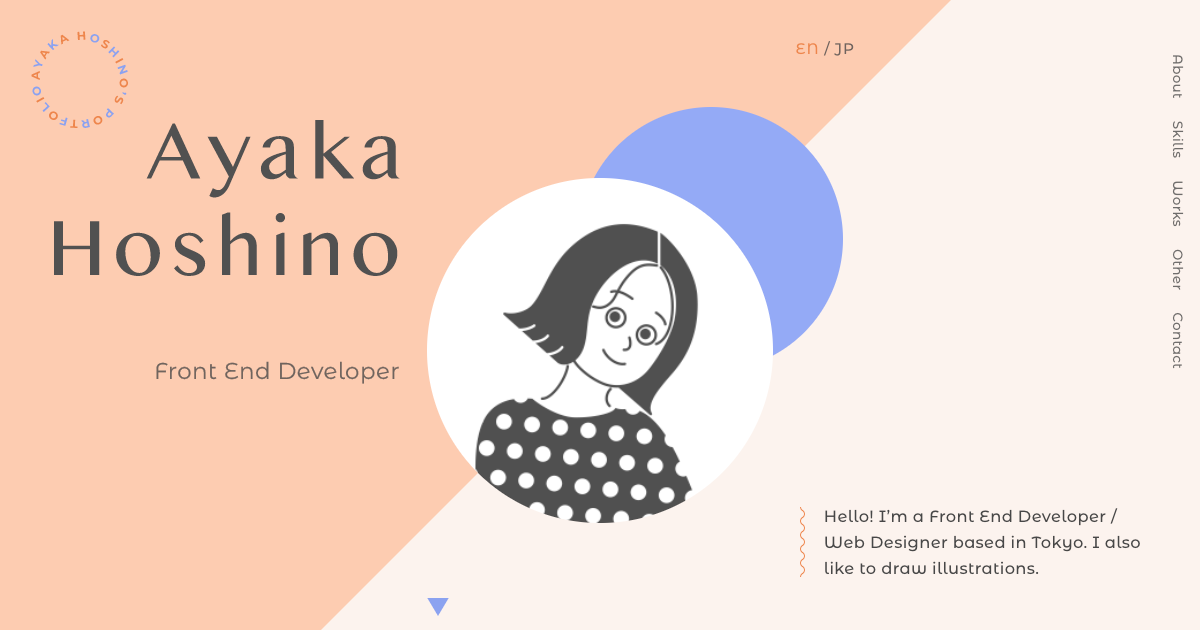 AYAKA HOSHINO'S PORTFOLIO
EN / JP
Ayaka
Hoshino
Front End Developer
About
Skills
Works
Other
Contact
Hello! I'm a Front End Developer /
Web Designer based in Tokyo. I also
like to draw illustrations.